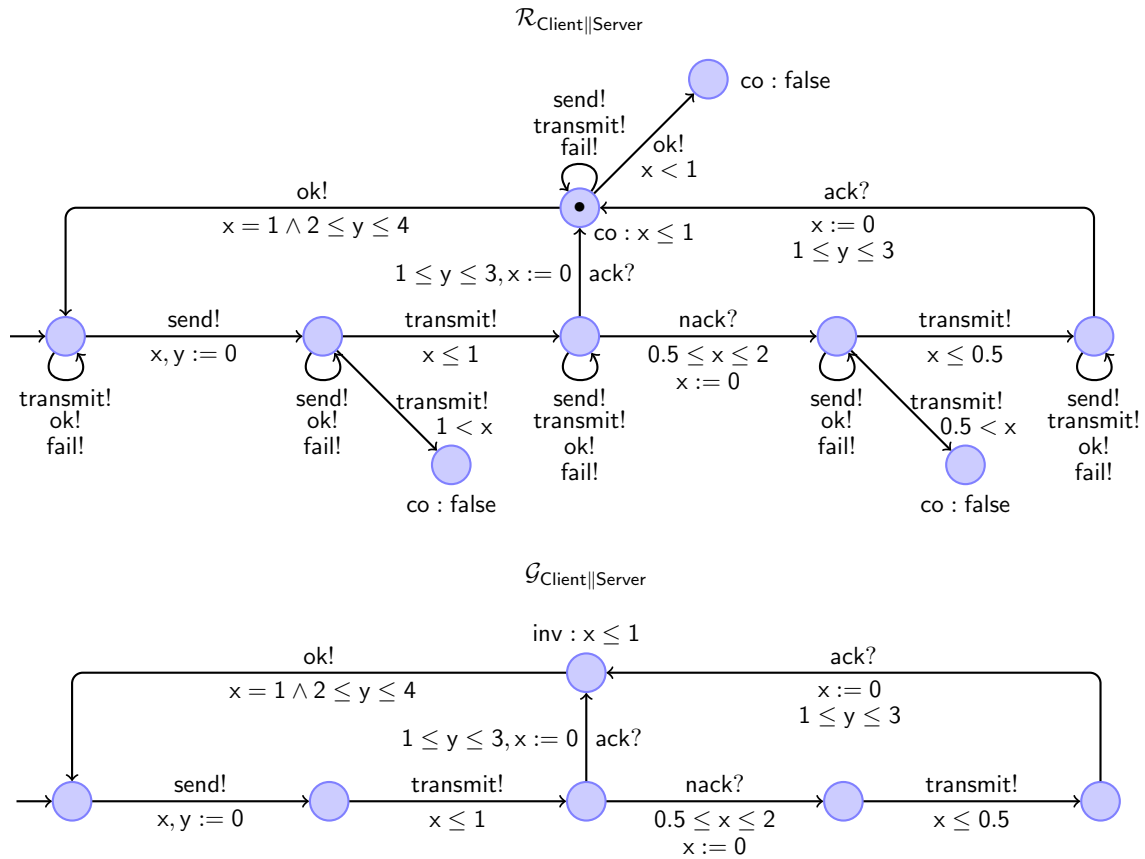 R Client||Server
co : false
send!
transmit!
fail!
ok!
x < 1
ok!
x = 1 ∧ 2 ≤ y ≤ 4
ack?
x := 0
1 ≤ y ≤ 3
co : x ≤ 1
1 ≤ y ≤ 3, x := 0 ack?
send!
x, y := 0
transmit!
x ≤ 1
nack?
0.5 ≤ x ≤ 2
x := 0
transmit!
x ≤ 0.5
transmit!
ok!
fail!
send!
ok!
fail!
transmit!
1 < x
co : false
send!
transmit!
ok!
fail!
send!
ok!
fail!
transmit!
0.5 < x
co : false
send!
transmit!
ok!
fail!
G Client||Server
inv : x ≤ 1
ok!
x = 1 ∧ 2 ≤ y ≤ 4
ack?
x := 0
1 ≤ y ≤ 3
1 ≤ y ≤ 3, x := 0 ack?
send!
x, y := 0
transmit!
x ≤ 1
nack?
0.5 ≤ x ≤ 2
x := 0
transmit!
x ≤ 0.5